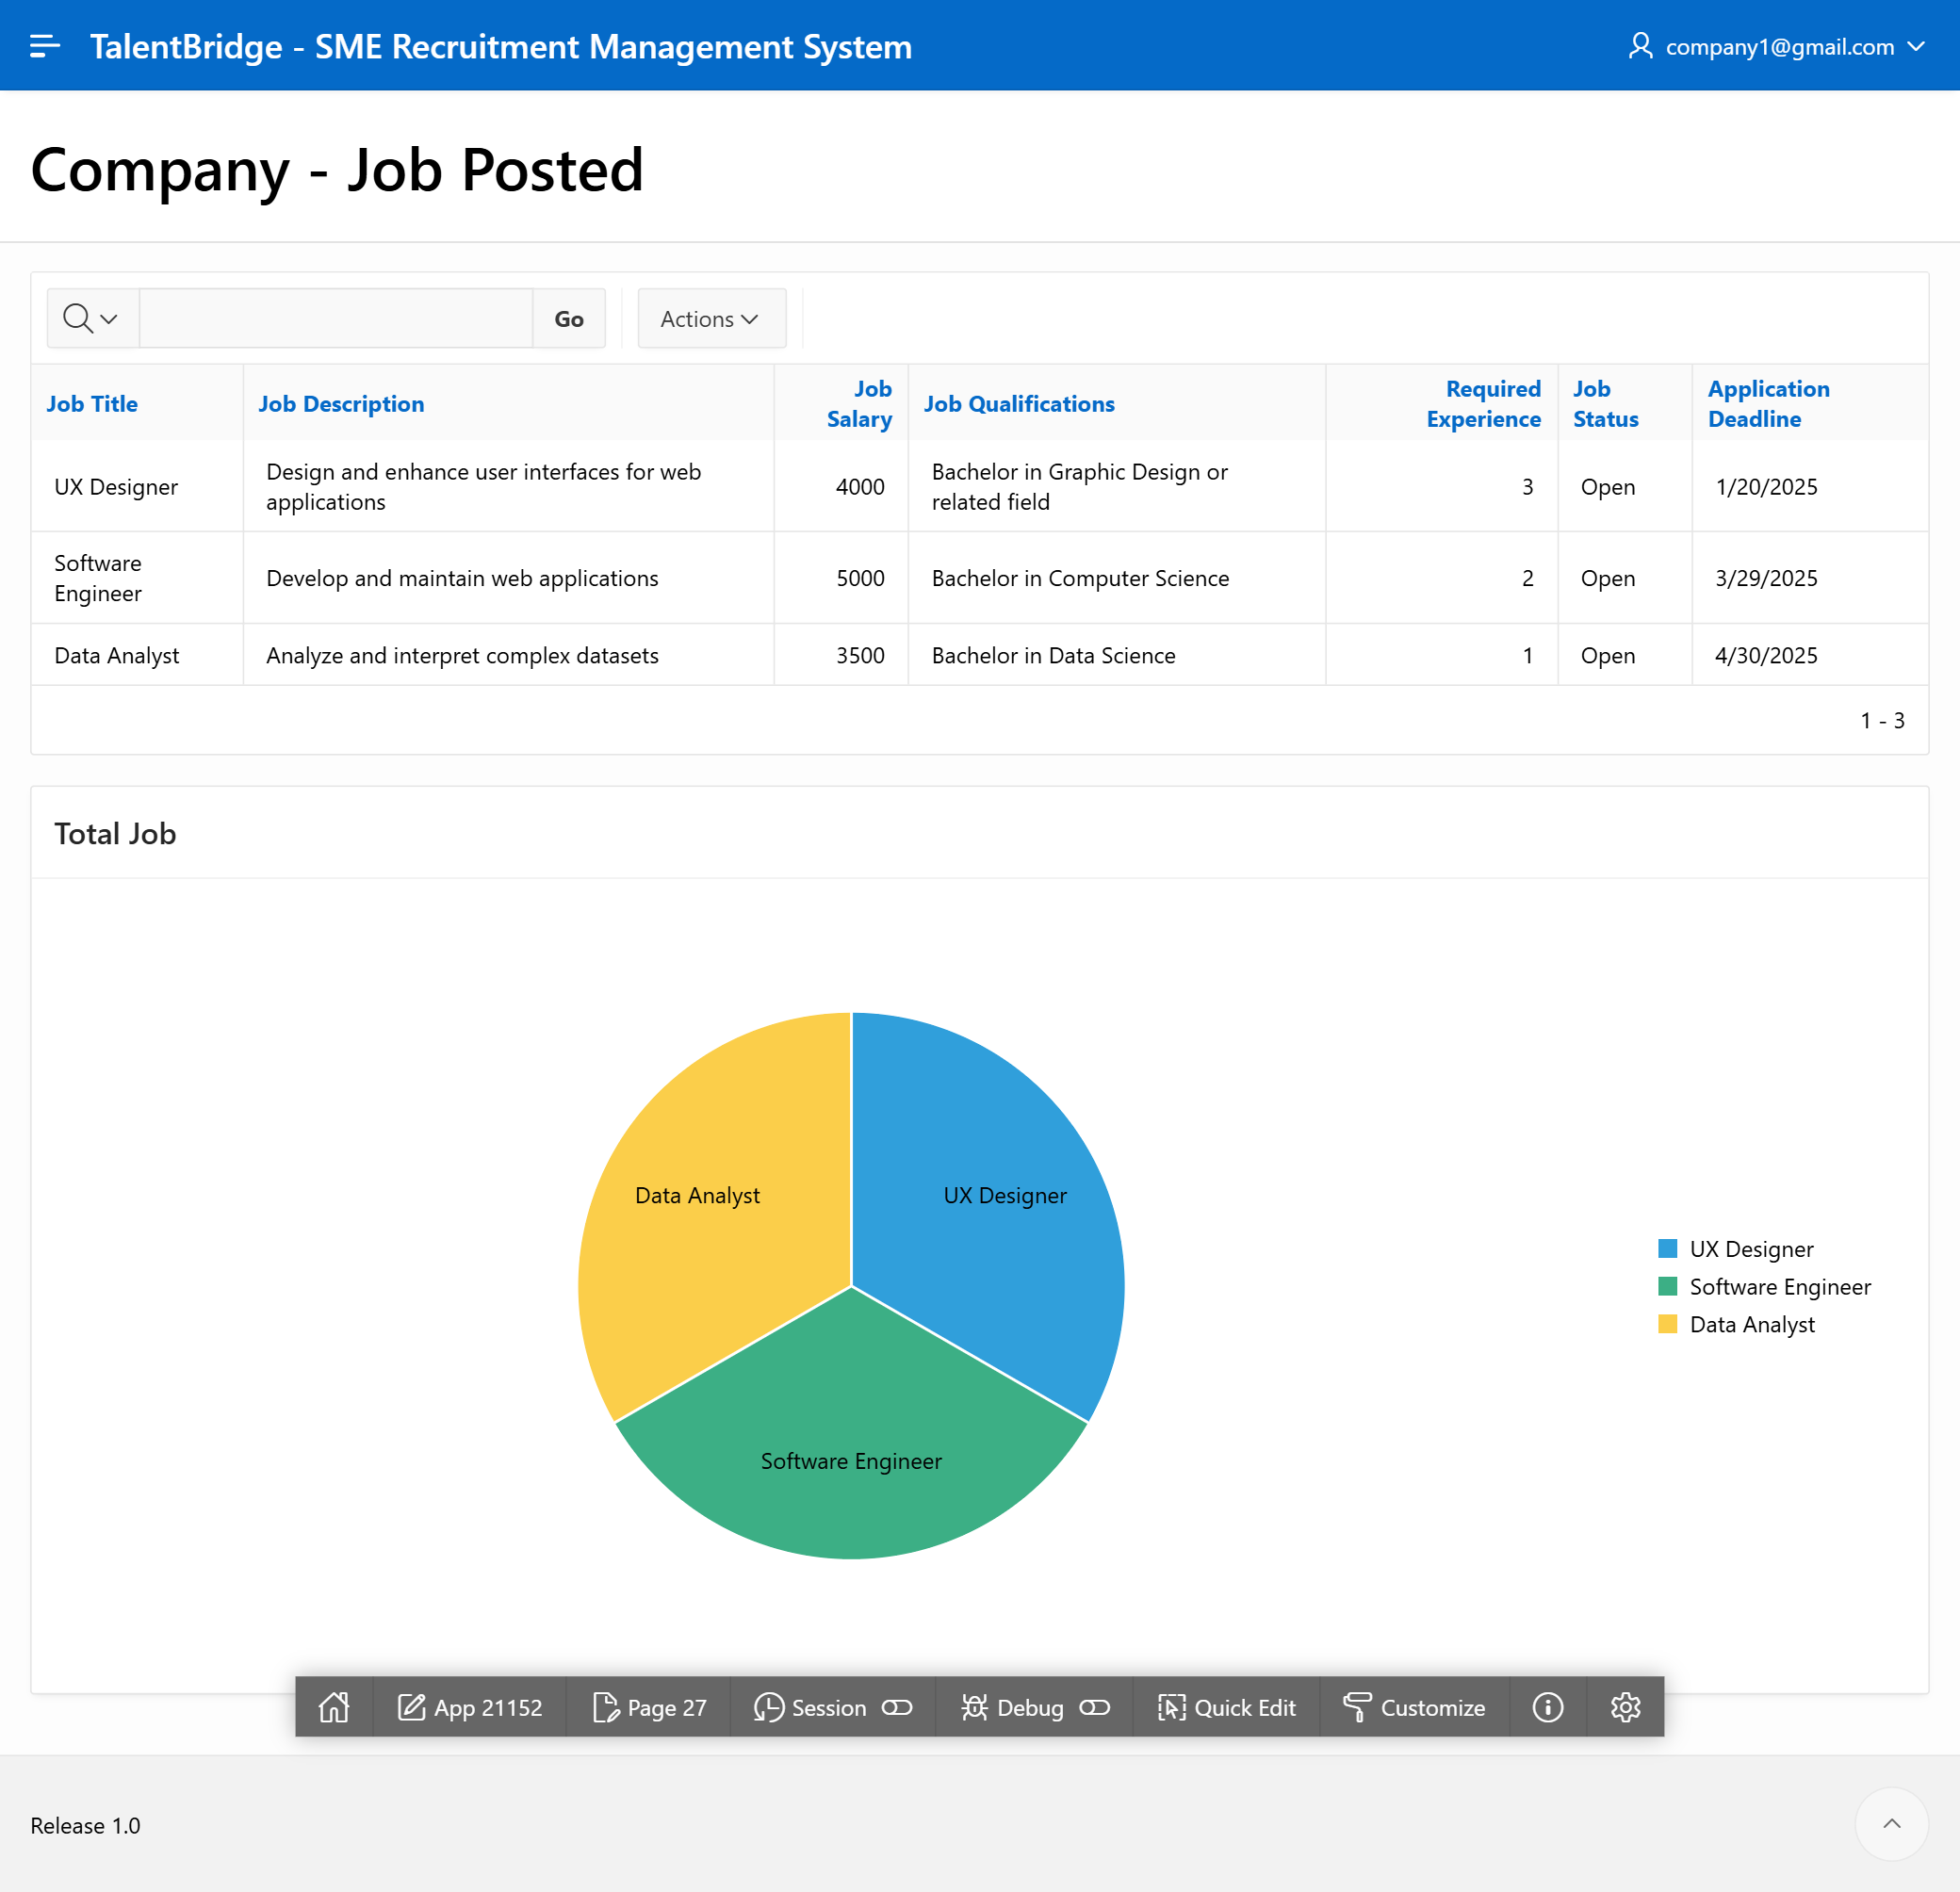 TalentBridge - SME Recruitment Management System
company1@gmail.com
Company - Job Posted
Go
Actions
Job Title
Job Description
Job
Salary
Job Qualifications
Required
Experience
Job
Status
Application
Deadline
UX Designer
Design and enhance user interfaces for web
applications
4000
Bachelor in Graphic Design or
related field
3
Open
1/20/2025
Software
Engineer
Develop and maintain web applications
5000
Bachelor in Computer Science
2
Open
3/29/2025
Data Analyst
Analyze and interpret complex datasets
3500
Bachelor in Data Science
1
Open
4/30/2025
1 - 3
Total Job
Data Analyst
UX Designer
Software Engineer
UX Designer
Software Engineer
Data Analyst
App 21152
Page 27
Session
Debug
Quick Edit
Customize
Release 1.0